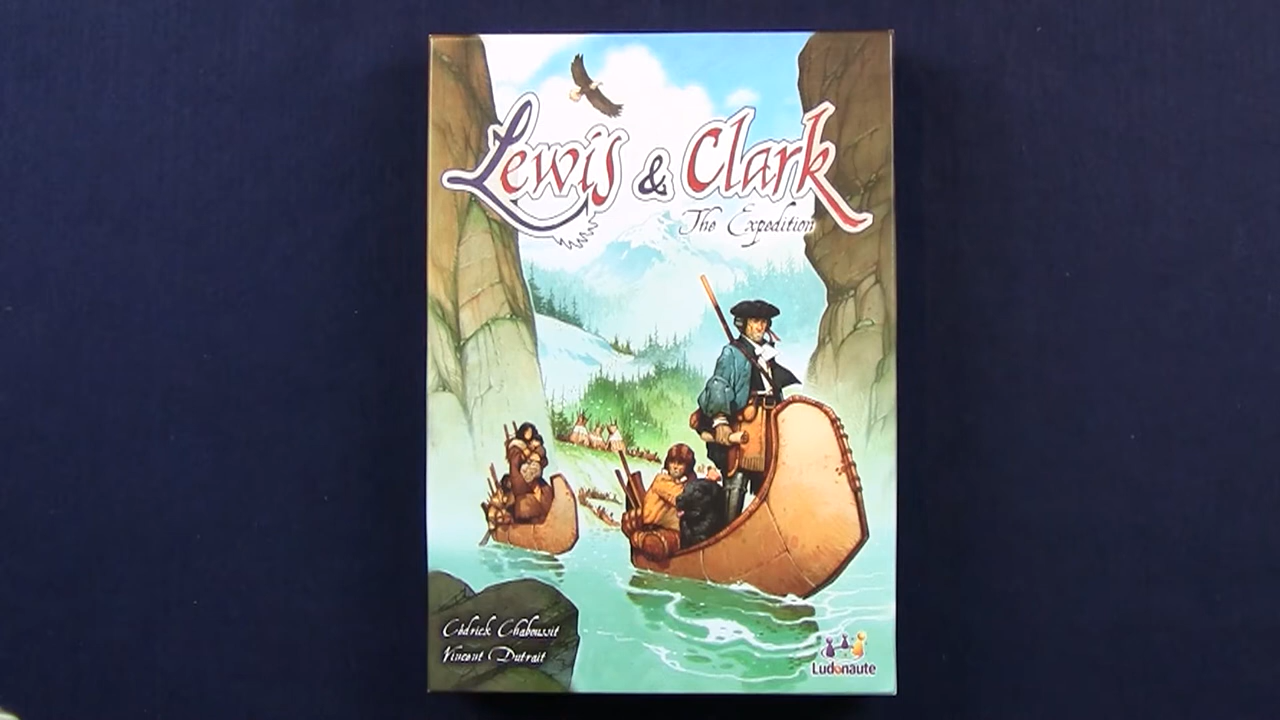 Lewis & Clark
The Expedition
Cédrick Chaboussit
Vincent Dutrait
Ludonaute